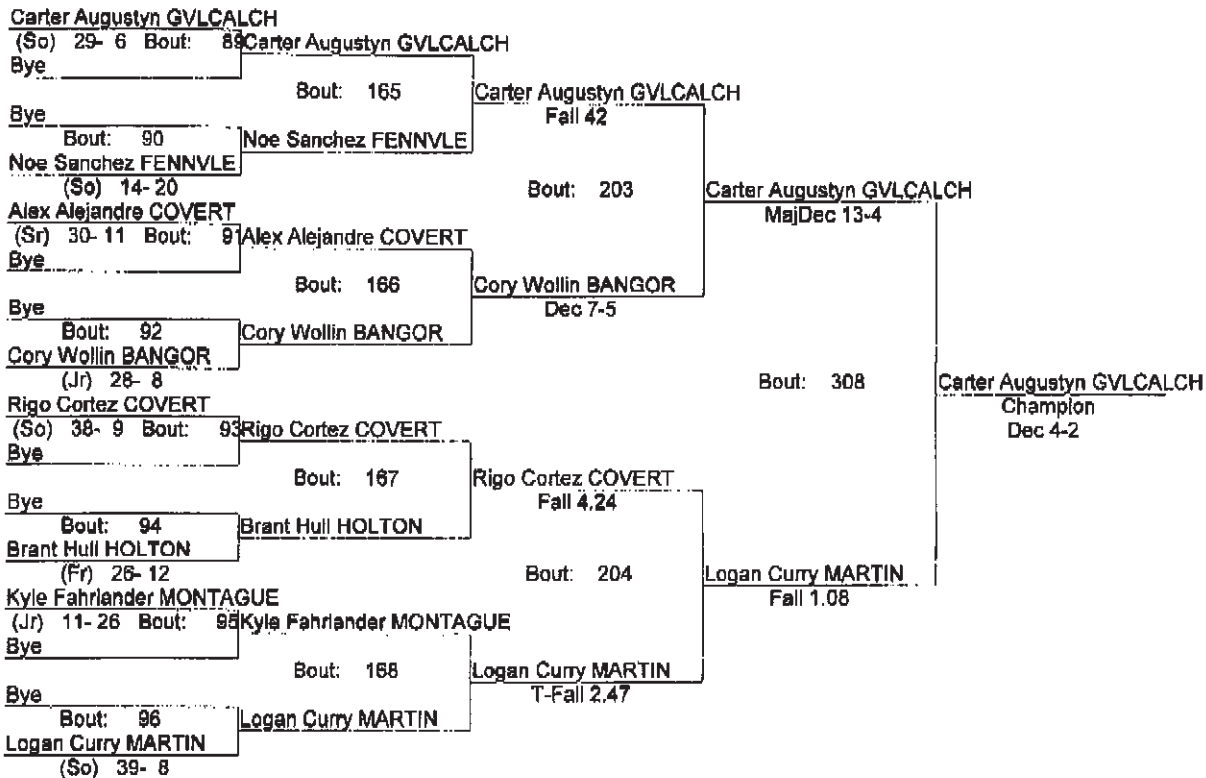 Carter Augustyn GVLCALCH
(So) 29- 6 Bout: 89
Bye
Carter Augustyn GVLCALCH
Bout: 165
Bye
Bout: 90
Noe Sanchez FENNVLE
(So) 14- 20
Noe Sanchez FENNVLE
Carter Augustyn GVLCALCH
Fall 42
Bout: 203
Alex Alejandre COVERT
(Sr) 30- 11 Bout: 91
Bye
Alex Alejandre COVERT
Bout: 166
Bye
Bout: 92
Cory Wollin BANGOR
(Jr) 28- 8
Cory Wollin BANGOR
Cory Wollin BANGOR
Dec 7-5
Carter Augustyn GVLCALCH
MajDec 13-4
Bout: 308
Carter Augustyn GVLCALCH
Champion
Dec 4-2
Rigo Cortez COVERT
(So) 38- 9 Bout: 93
Bye
Rigo Cortez COVERT
Bout: 167
Bye
Bout: 94
Brant Hull HOLTON
(Fr) 26- 12
Brant Hull HOLTON
Rigo Cortez COVERT
Fall 4.24
Bout: 204
Kyle Fahrlander MONTAGUE
(Jr) 11- 26 Bout: 95
Bye
Kyle Fahrlander MONTAGUE
Bout: 168
Bye
Bout: 96
Logan Curry MARTIN
(So) 39- 8
Logan Curry MARTIN
Logan Curry MARTIN
T-Fall 2.47
Logan Curry MARTIN
Fall 1.08